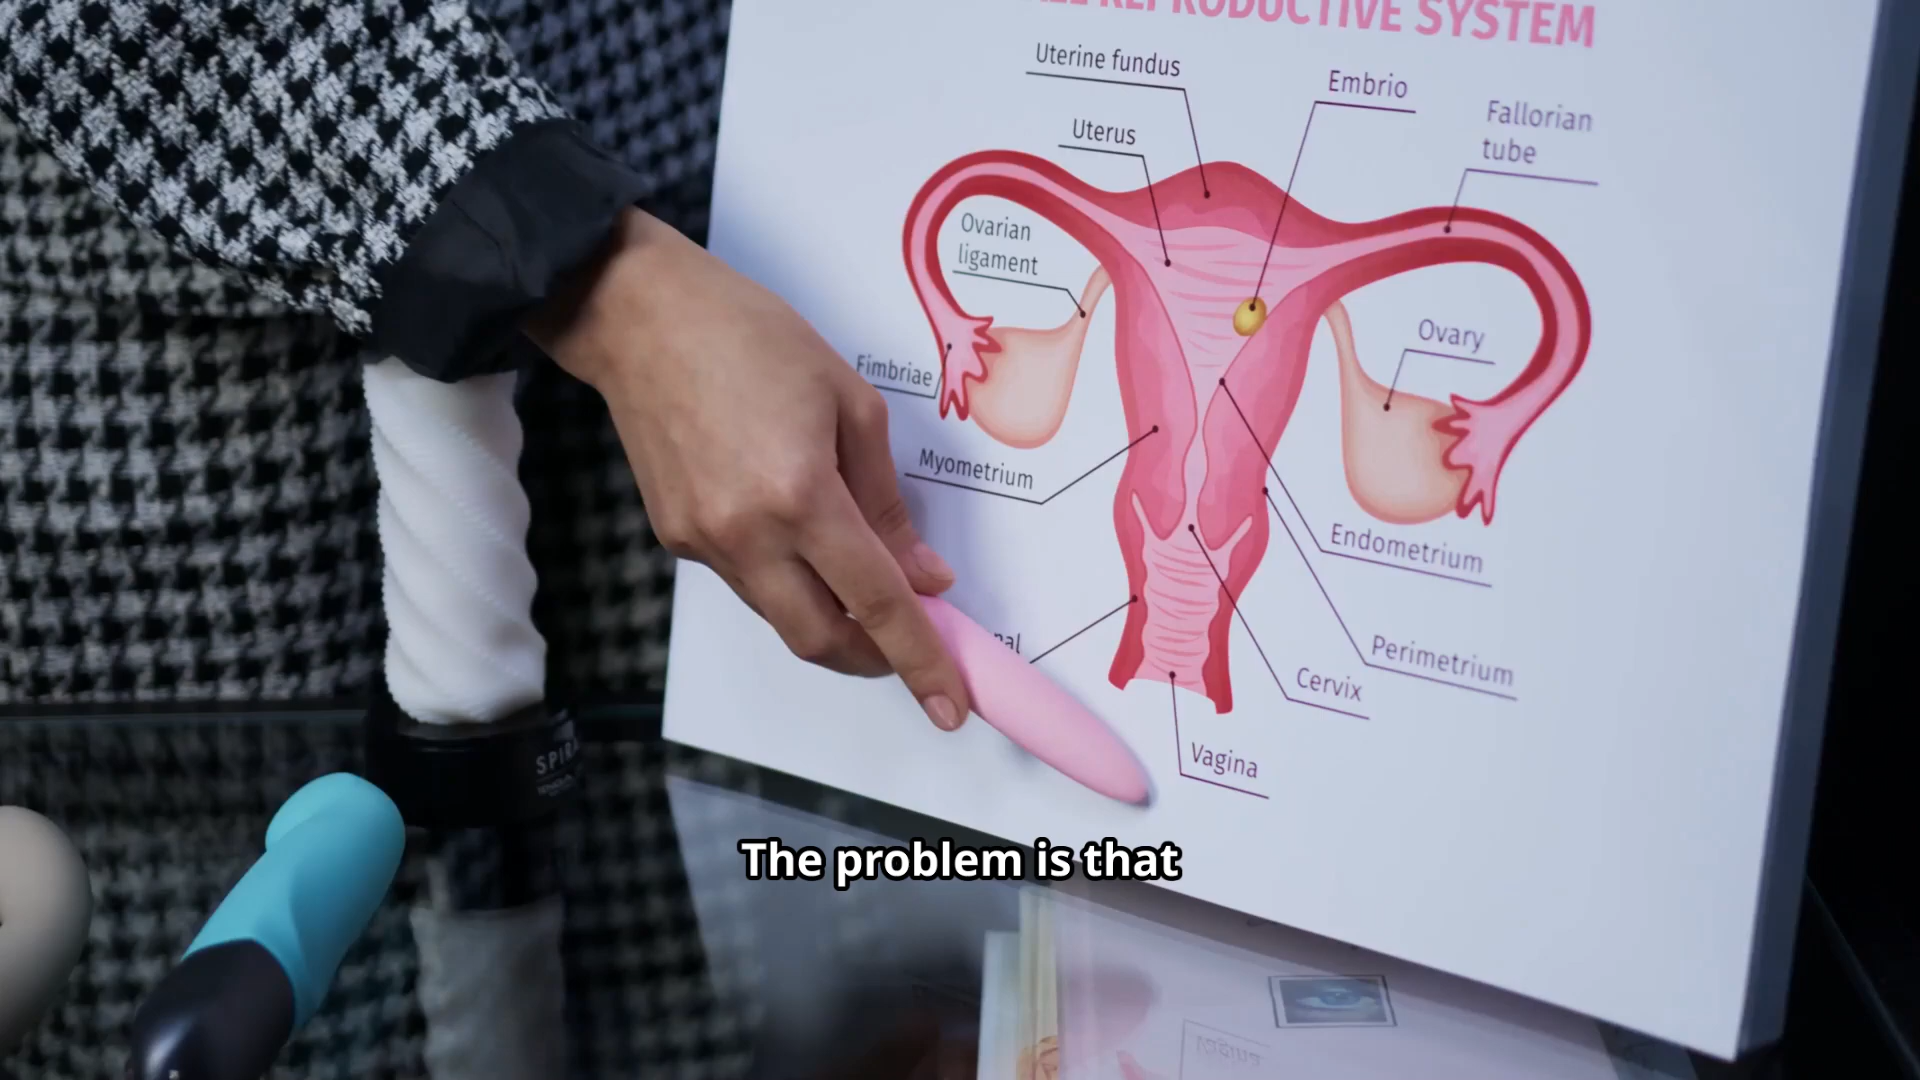 REPRODUCTIVE SYSTEM
Uterine fundus
Embrio
Fallorian
tube
Uterus
Ovarian
ligament
Ovary
Fimbriae
Myometrium
Endometrium
Perimetrium
Cervix
Vagina
The problem is that